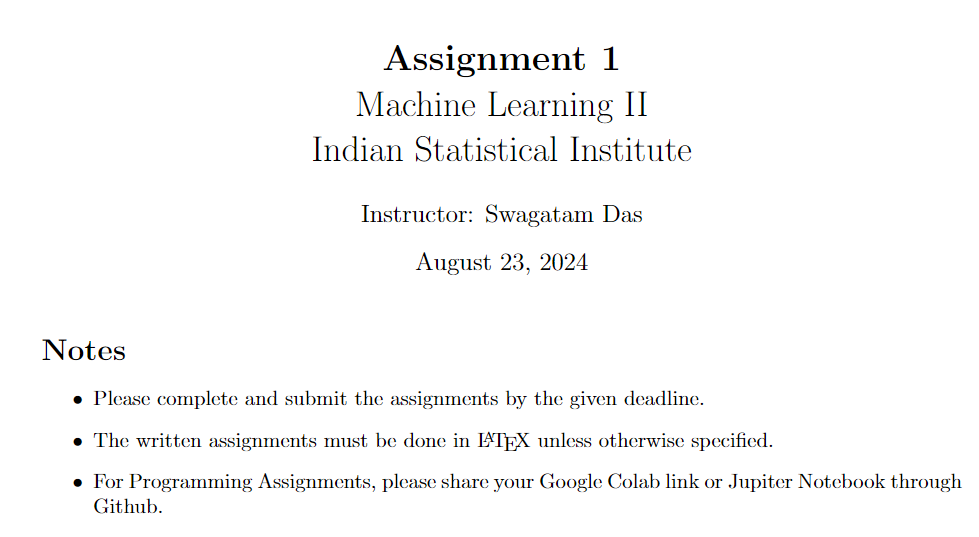 Assignment 1
Machine Learning II
Indian Statistical Institute
Instructor: Swagatam Das
August 23, 2024
Notes
• Please complete and submit the assignments by the given deadline.
• The written assignments must be done in LATEX unless otherwise specified.
• For Programming Assignments, please share your Google Colab link or Jupiter Notebook through
Github.